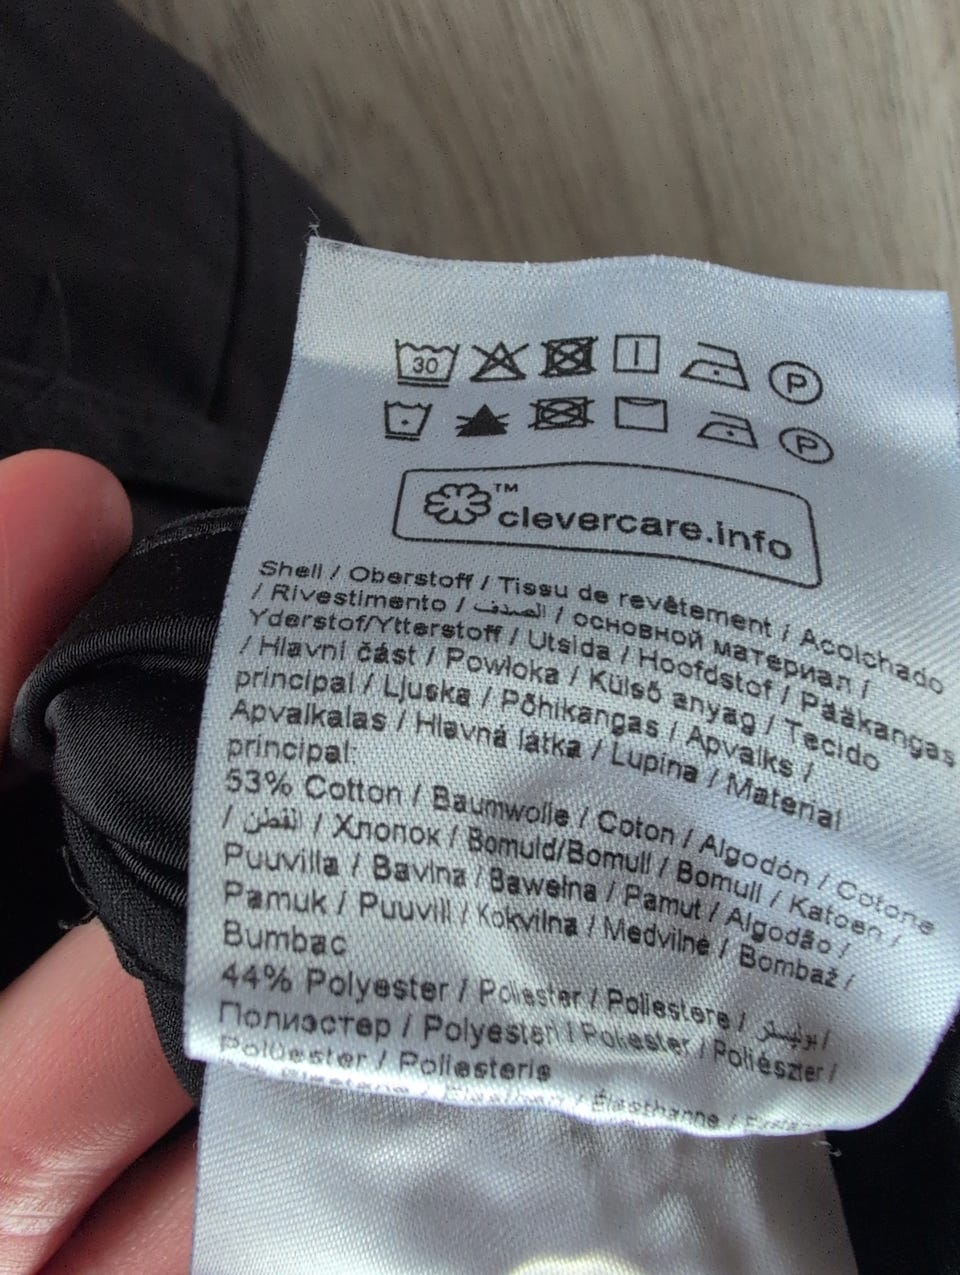 30 P
P
™
clevercare.info
Shell / Oberstoff / Tissu de revêtement / Acolchado
/ Rivestimento / الصدف / основной материал /
Yderstof/Ytterstoff / Utsida / Hoofdstof / Pääkangas
/ Hlavní část / Powłoka / Külső anyag / Tecido
principal / Ljuska / Põhikangas / Apvalks /
Apvalkalas / Hlavná látka / Lupina / Material
principal:
53% Cotton / Baumwolle / Coton / Algodón / Cotone
/ القطن / Хлопок / Bomuld/Bomull / Bomull / Katoen /
Puuvilla / Bavlna / Bawełna / Pamut / Algodão /
Pamuk / Puuvill / Kokvilna / Medvilnė / Bombaž /
Bumbac
44% Polyester / Poliester / Poliestere /
Полиэстер / Polyester / Poliester / Poliészter /
Polüester / Poliesteris
Elasthanne